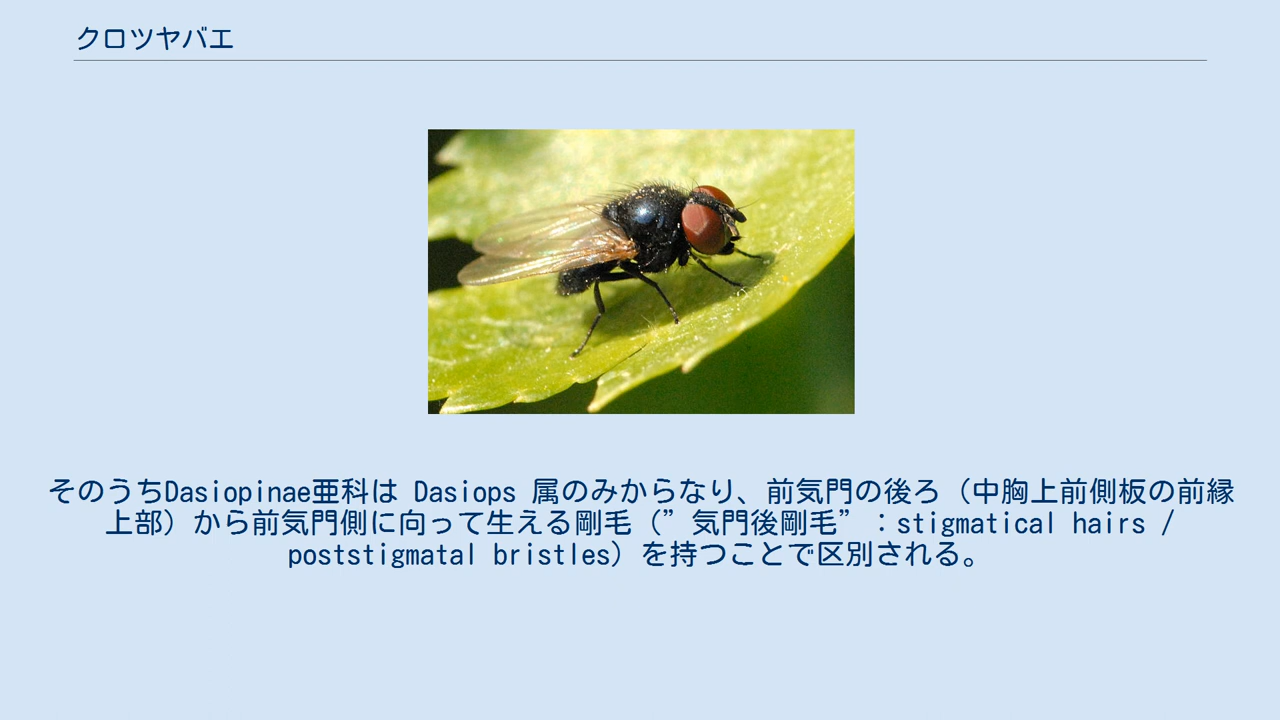 クロツヤバエ
そのうちDasiopinae亜科は Dasiops 属のみからなり、前気門の後ろ（中胸上前側板の前縁
上部）から前気門側に向って生える剛毛（”気門後剛毛”：stigmatical hairs /
poststigmatal bristles）を持つことで区別される。